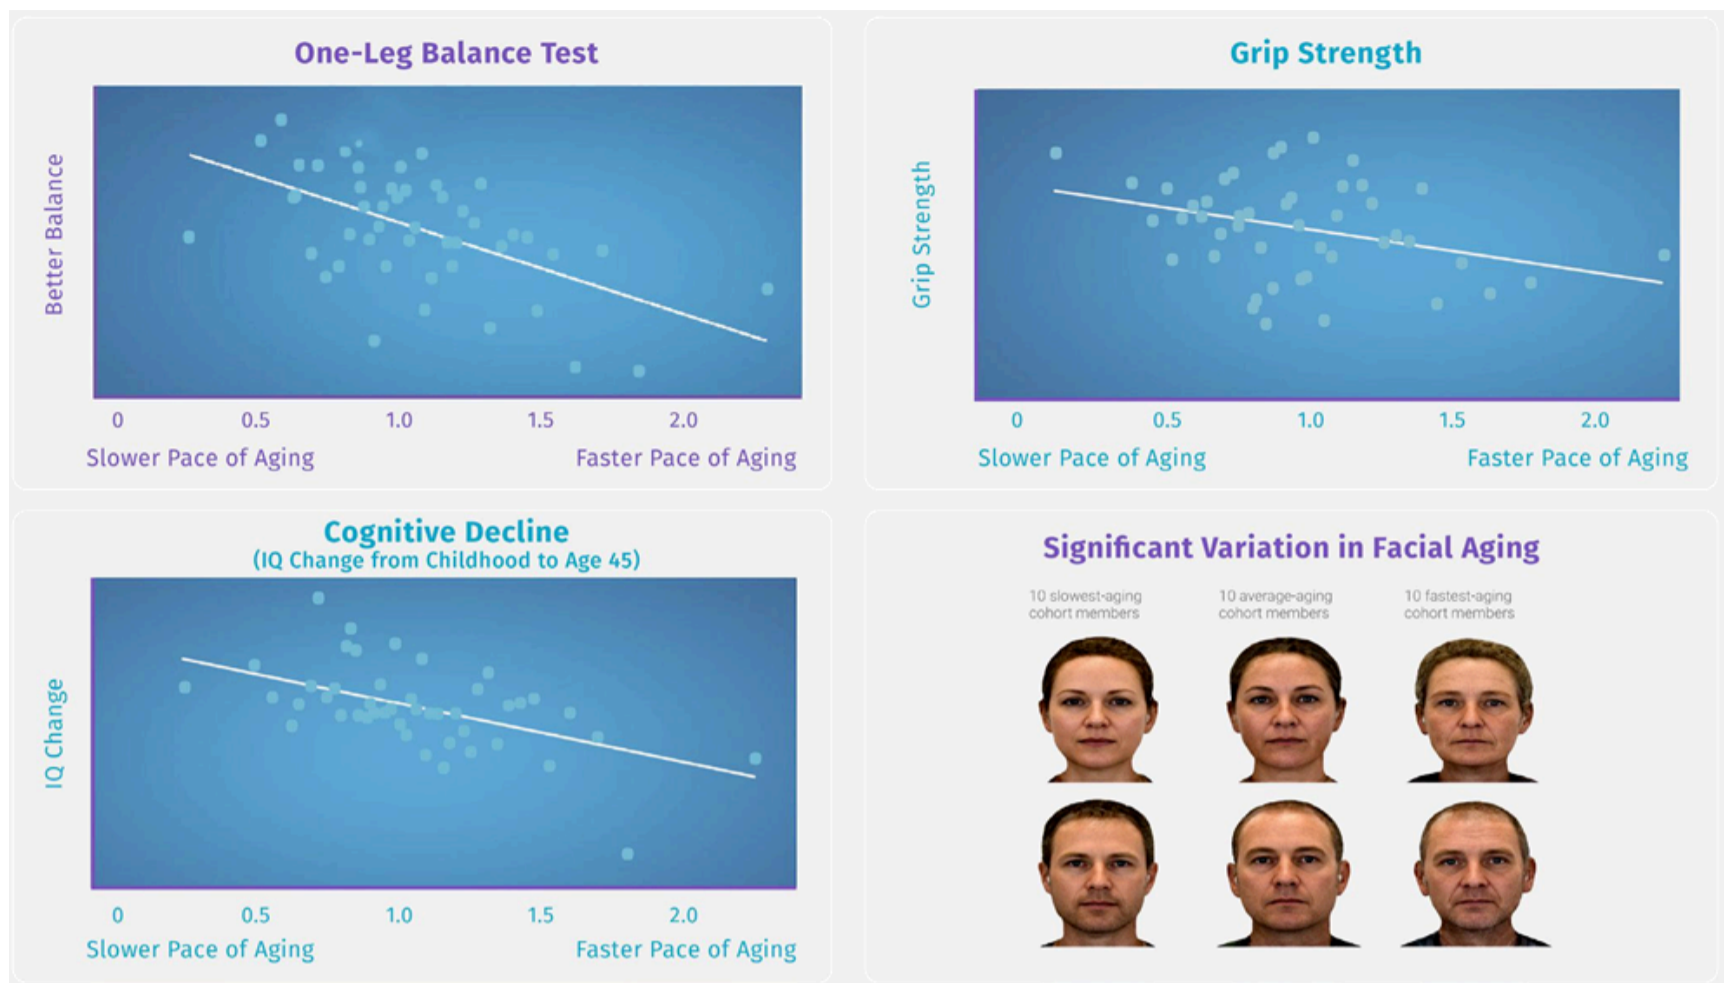 One-Leg Balance Test
Better Balance
0 0.5 1.0 1.5 2.0
Slower Pace of Aging Faster Pace of Aging
Grip Strength
Grip Strength
0 0.5 1.0 1.5 2.0
Slower Pace of Aging Faster Pace of Aging
Cognitive Decline
(IQ Change from Childhood to Age 45)
IQ Change
0 0.5 1.0 1.5 2.0
Slower Pace of Aging Faster Pace of Aging
Significant Variation in Facial Aging
10 slowest-aging 10 average-aging 10 fastest-aging
cohort members cohort members cohort members